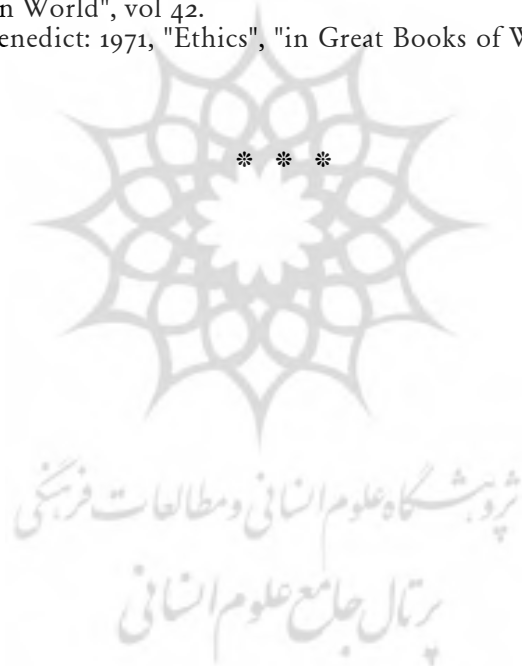 n World", vol 42.
enedict: 1971, "Ethics", "in Great Books of W
* * *
پژوهشگاه علوم انسانی و مطالعات فرهنگی
پرتال جامع علوم انسانی